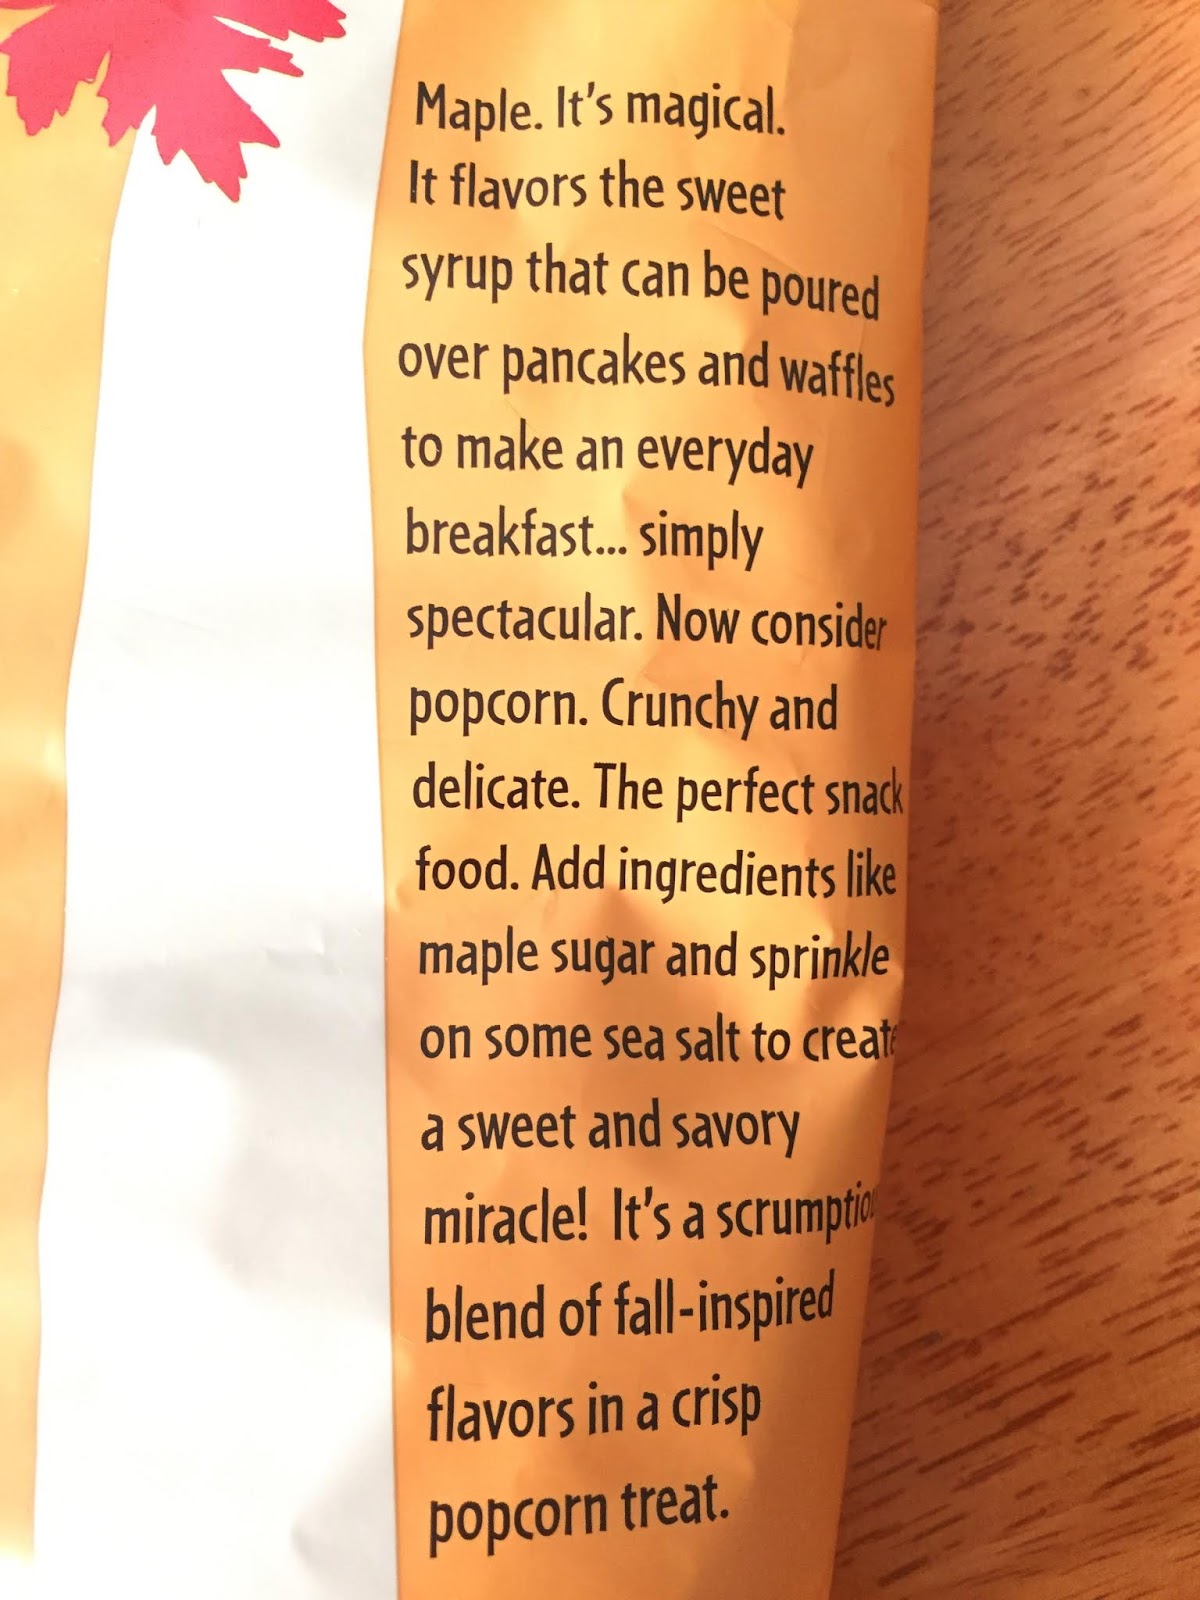 Maple. It's magical.
It flavors the sweet
syrup that can be poured
over pancakes and waffles
to make an everyday
breakfast... simply
spectacular. Now consider
popcorn. Crunchy and
delicate. The perfect snack
food. Add ingredients like
maple sugar and sprinkle
on some sea salt to create
a sweet and savory
miracle! It's a scrumptiou
blend of fall-inspired
flavors in a crisp
popcorn treat.